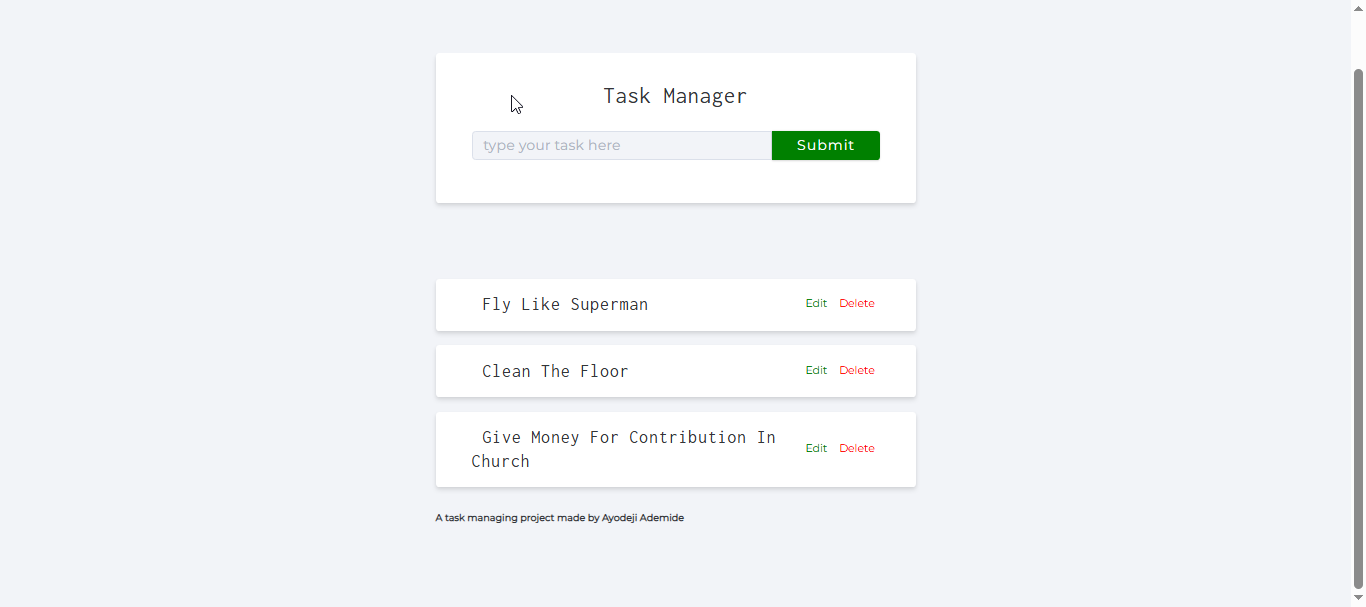 Task Manager
type your task here
Submit
Fly Like Superman
Edit Delete
Clean The Floor
Edit Delete
Give Money For Contribution In
Church
Edit Delete
A task managing project made by Ayodeji Ademide